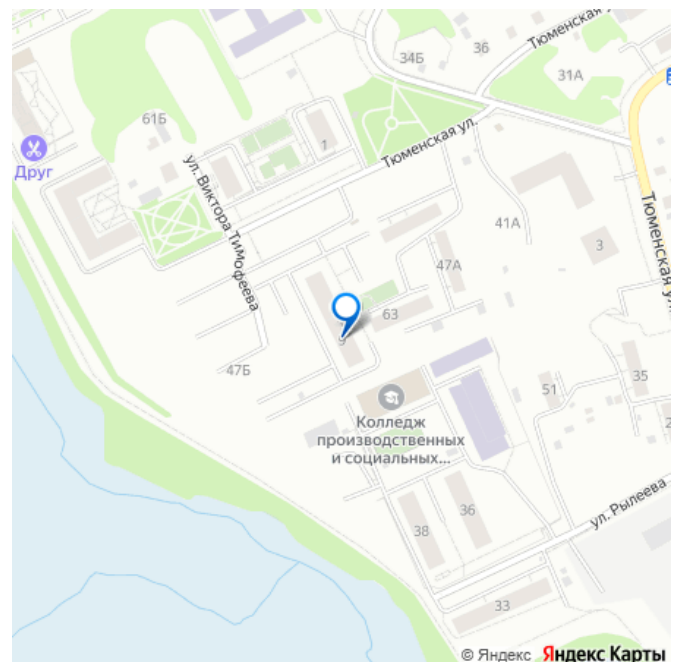 Тюменская у
34Б
36
31А
61Б
Друг
1
Тюменская ул.
ул. Виктора Тимофеева
41А
3
Тюменская ул.
47А
63
47Б
51
35
Колледж
производственных
и социальных...
36
38
ул. Рылеева
33
© Яндекс Яндекс Карты